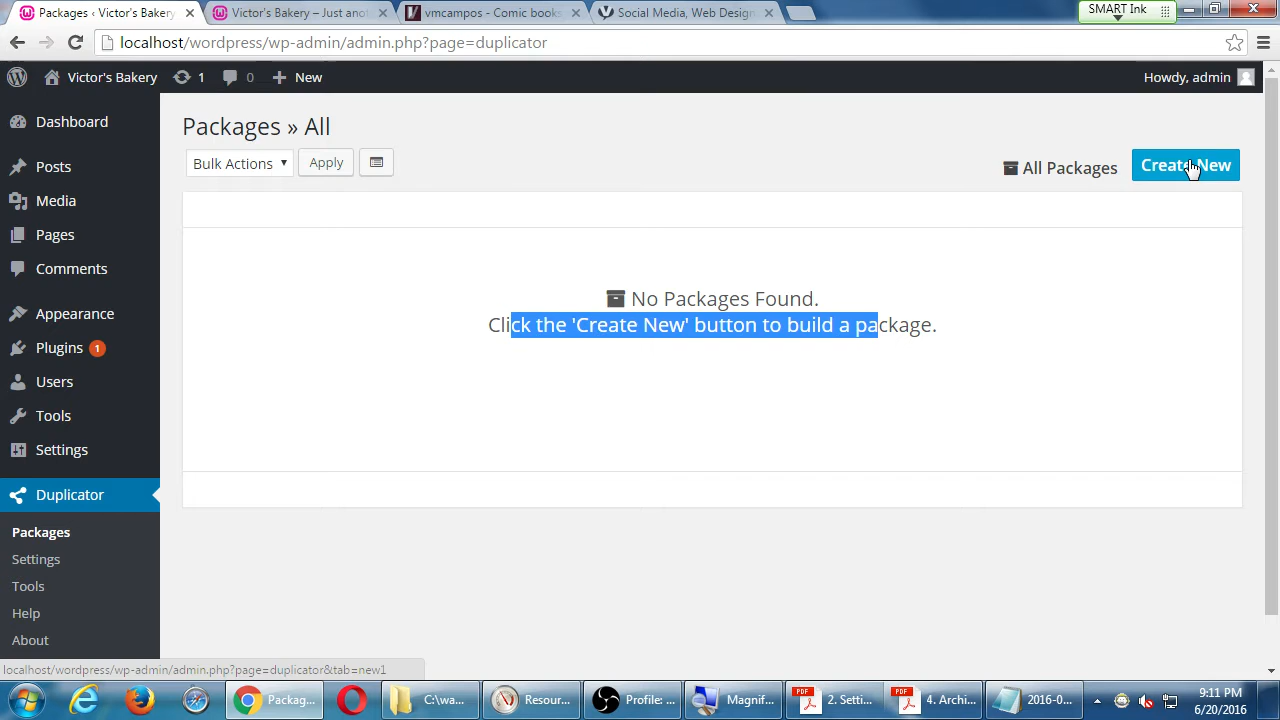 Packages ‹ Victor's Bakery
Victor's Bakery – Just anot
vmcampos - Comic books
Social Media, Web Design
SMART Ink
localhost/wordpress/wp-admin/admin.php?page=duplicator
Victor's Bakery
1
0
New
Howdy, admin
Dashboard
Posts
Media
Pages
Comments
Appearance
Plugins 1
Users
Tools
Settings
Duplicator
Packages
Settings
Tools
Help
About
Packages » All
Bulk Actions
Apply
All Packages
Create New
No Packages Found.
Click the 'Create New' button to build a package.
localhost/wordpress/wp-admin/admin.php?page=duplicator&tab=new1
Packag...
C:\wa...
Resour...
Profile: ...
Magnif...
2. Setti...
4. Archi...
2016-0...
9:11 PM
6/20/2016